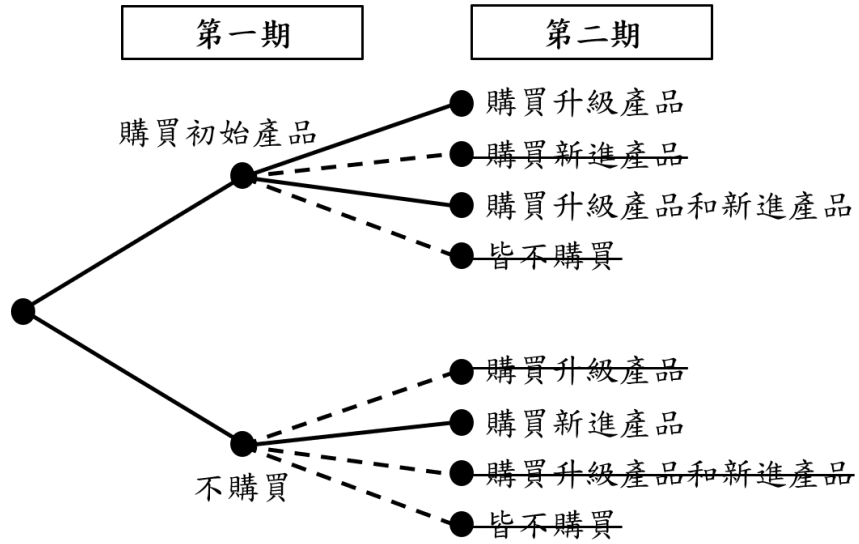 第一期
第二期
購買初始產品
購買升級產品
購買新進產品
購買升級產品和新進產品
皆不購買
不購買
購買升級產品
購買新進產品
購買升級產品和新進產品
皆不購買